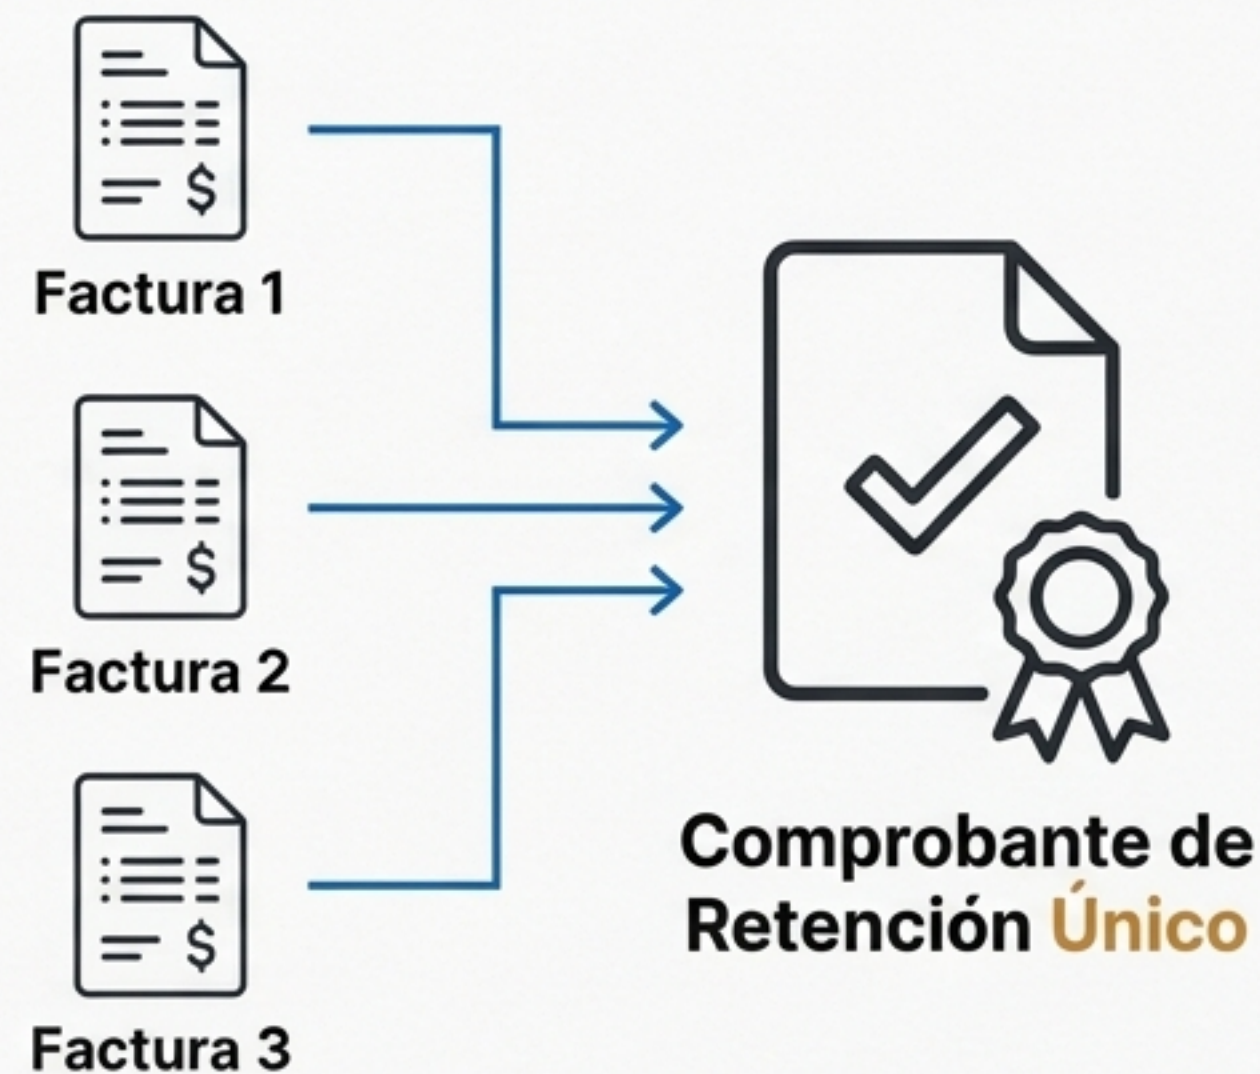 $
Factura 1
$
Factura 2
$
Factura 3
Comprobante de
Retención Único